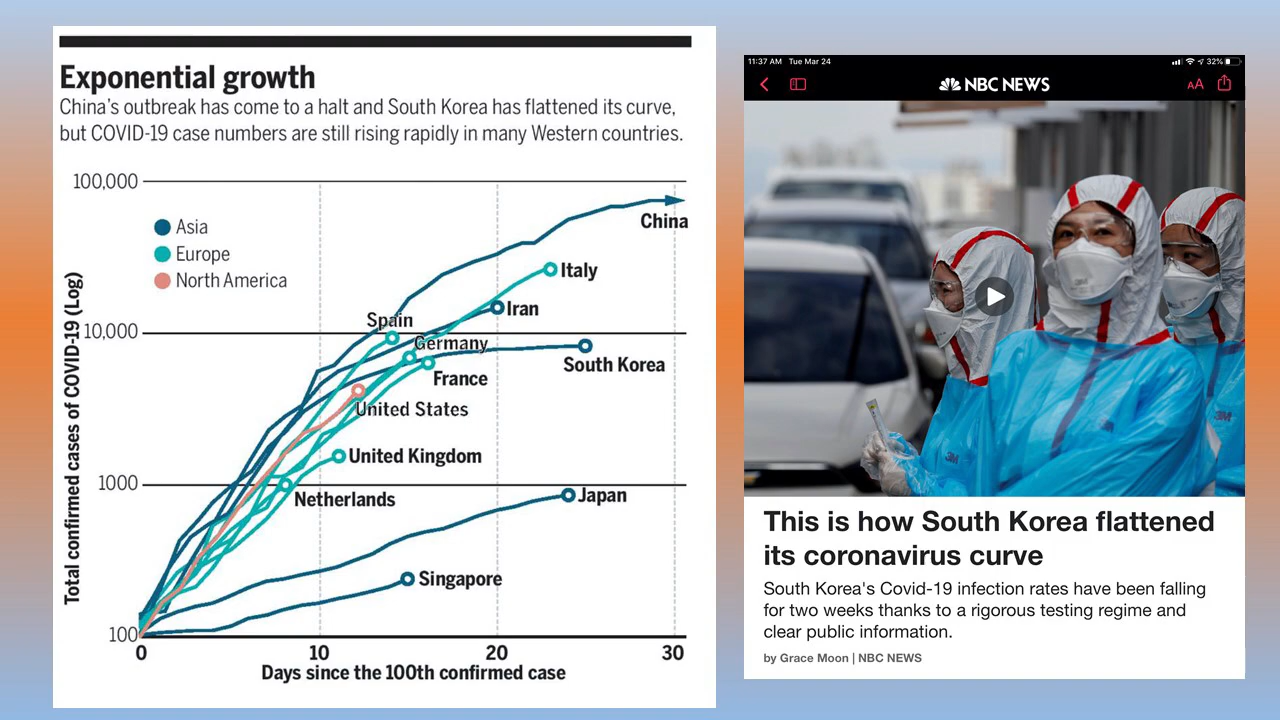 Exponential growth
China's outbreak has come to a halt and South Korea has flattened its curve,
but COVID-19 case numbers are still rising rapidly in many Western countries.
100,000
10,000
1000
100
Total confirmed cases of COVID-19 (Log)
Asia
Europe
North America
China
Italy
Iran
Spain
Germany
South Korea
France
United States
United Kingdom
Netherlands
Japan
Singapore
0 10 20 30
Days since the 100th confirmed case
11:37 AM Tue Mar 24 32%
NBC NEWS AA
3M
3M
3M
This is how South Korea flattened
its coronavirus curve
South Korea's Covid-19 infection rates have been falling
for two weeks thanks to a rigorous testing regime and
clear public information.
by Grace Moon | NBC NEWS